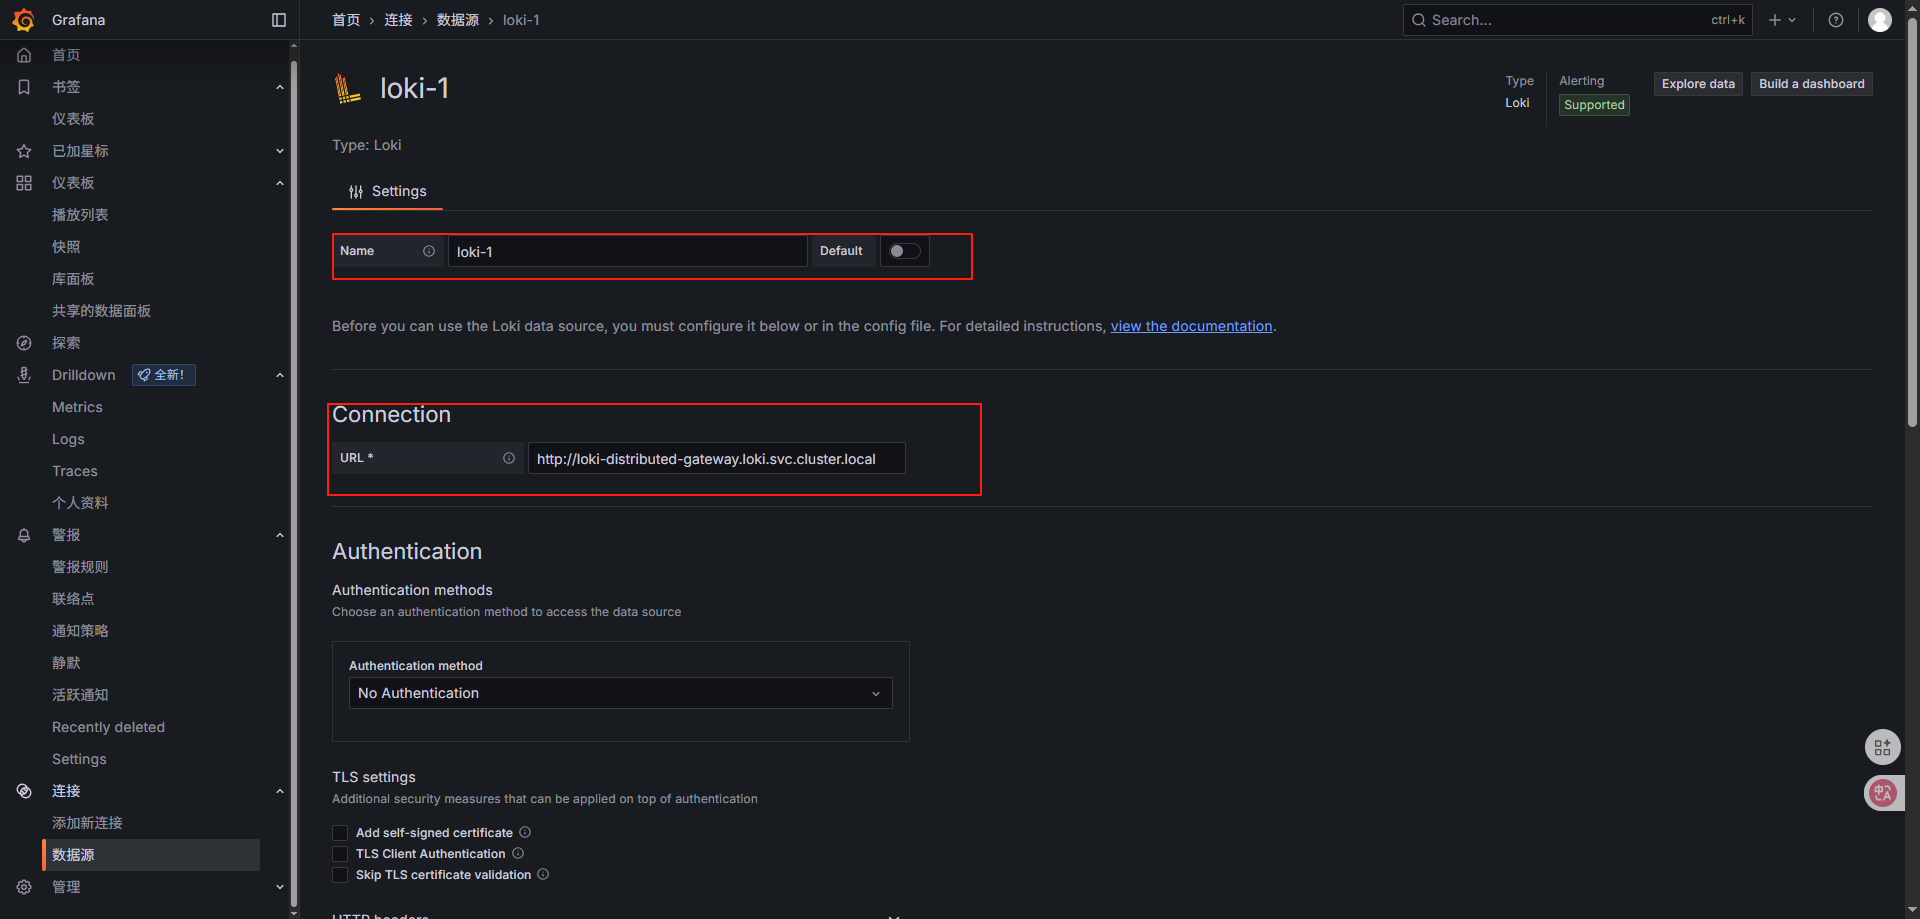 Grafana
首页 › 连接 › 数据源 › loki-1
Search...
ctrl+k
首页
书签
仪表板
已加星标
仪表板
播放列表
快照
库面板
共享的数据面板
探索
Drilldown
全新!
Metrics
Logs
Traces
个人资料
警报
警报规则
联络点
通知策略
静默
活跃通知
Recently deleted
Settings
连接
添加新连接
数据源
管理
loki-1
Type
Loki
Alerting
Supported
Explore data
Build a dashboard
Type: Loki
Settings
Name
loki-1
Default
Before you can use the Loki data source, you must configure it below or in the config file. For detailed instructions, view the documentation.
Connection
URL *
http://loki-distributed-gateway.loki.svc.cluster.local
Authentication
Authentication methods
Choose an authentication method to access the data source
Authentication method
No Authentication
TLS settings
Additional security measures that can be applied on top of authentication
Add self-signed certificate
TLS Client Authentication
Skip TLS certificate validation
HTTP headers